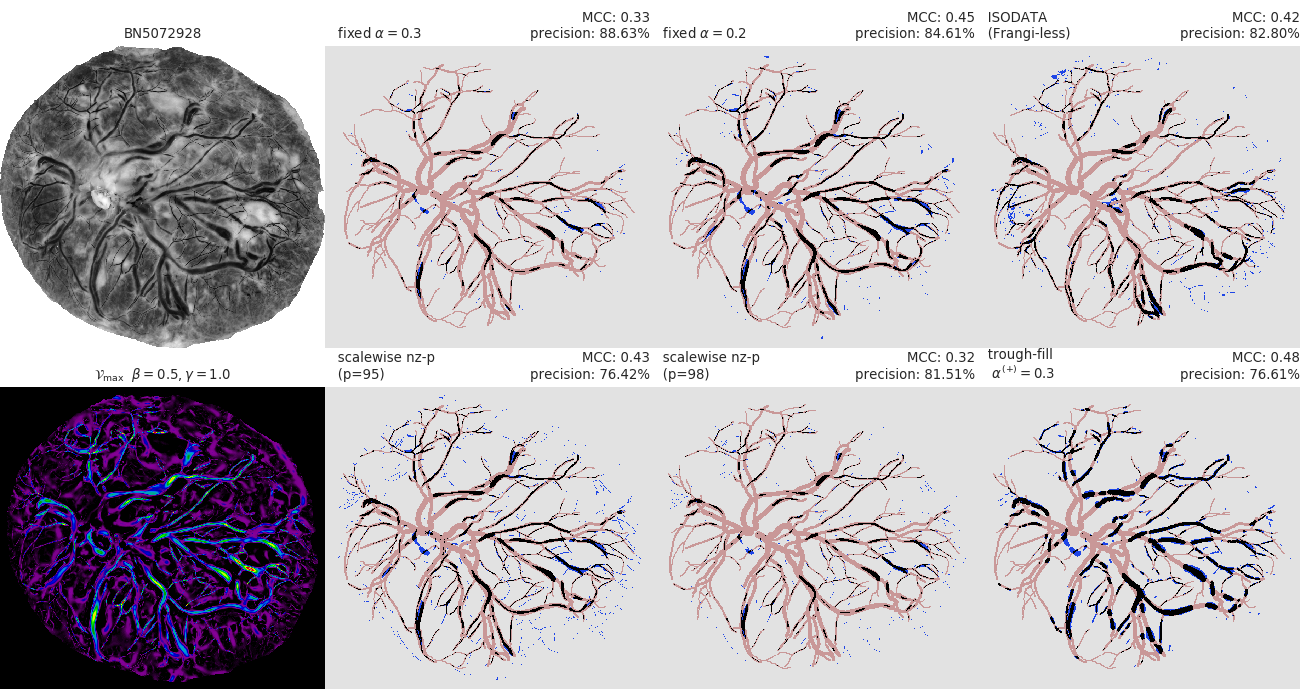 BN5072928
fixed α = 0.3
MCC: 0.33
precision: 88.63%
fixed α = 0.2
MCC: 0.45
precision: 84.61%
ISODATA
(Frangi-less)
MCC: 0.42
precision: 82.80%
𝒱max β = 0.5, γ = 1.0
scalewise nz-p
(p=95)
MCC: 0.43
precision: 76.42%
scalewise nz-p
(p=98)
MCC: 0.32
precision: 81.51%
trough-fill
α(+) = 0.3
MCC: 0.48
precision: 76.61%